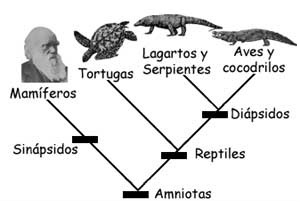 Lagartos y
Serpientes
Aves y
cocodrilos
Tortugas
Mamíferos
Diápsidos
Sinápsidos
Reptiles
Amniotas